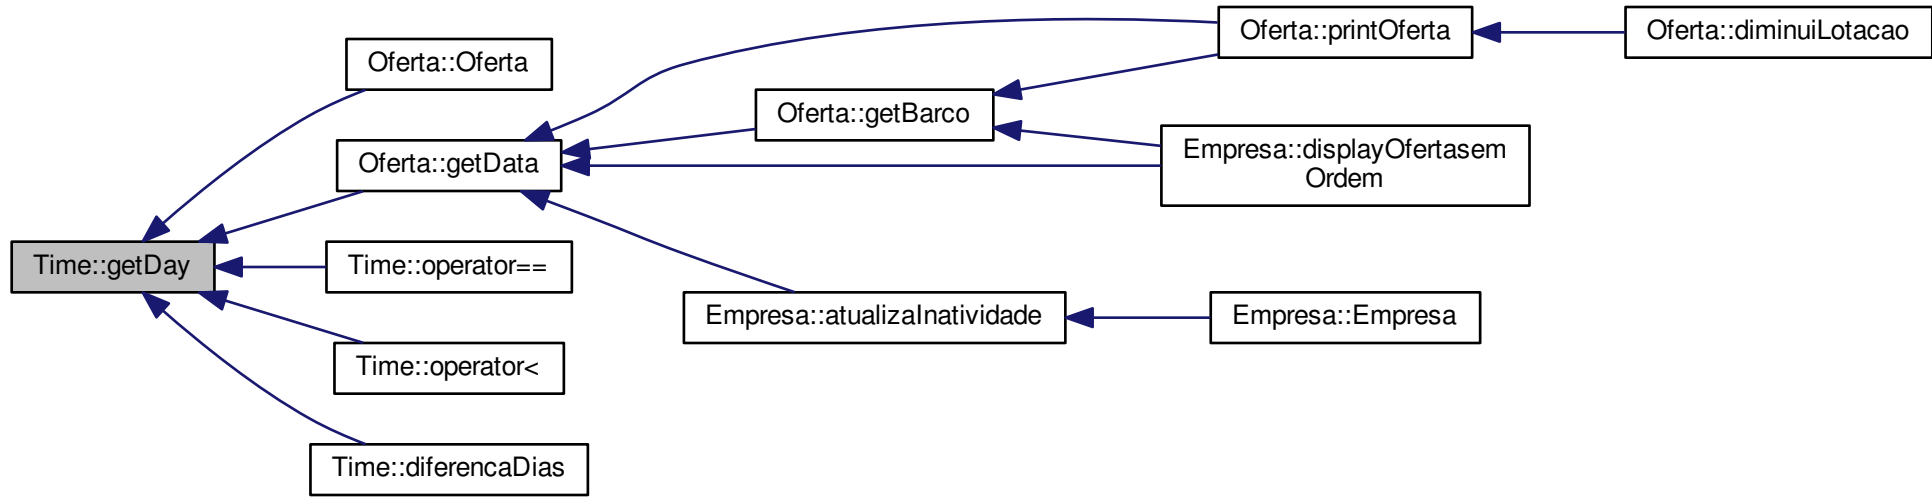 Oferta::printOferta
Oferta::diminuiLotacao
Oferta::Oferta
Oferta::getBarco
Oferta::getData
Empresa::displayOfertasem
Ordem
Time::getDay
Time::operator==
Empresa::atualizaInatividade
Empresa::Empresa
Time::operator<
Time::diferencaDias